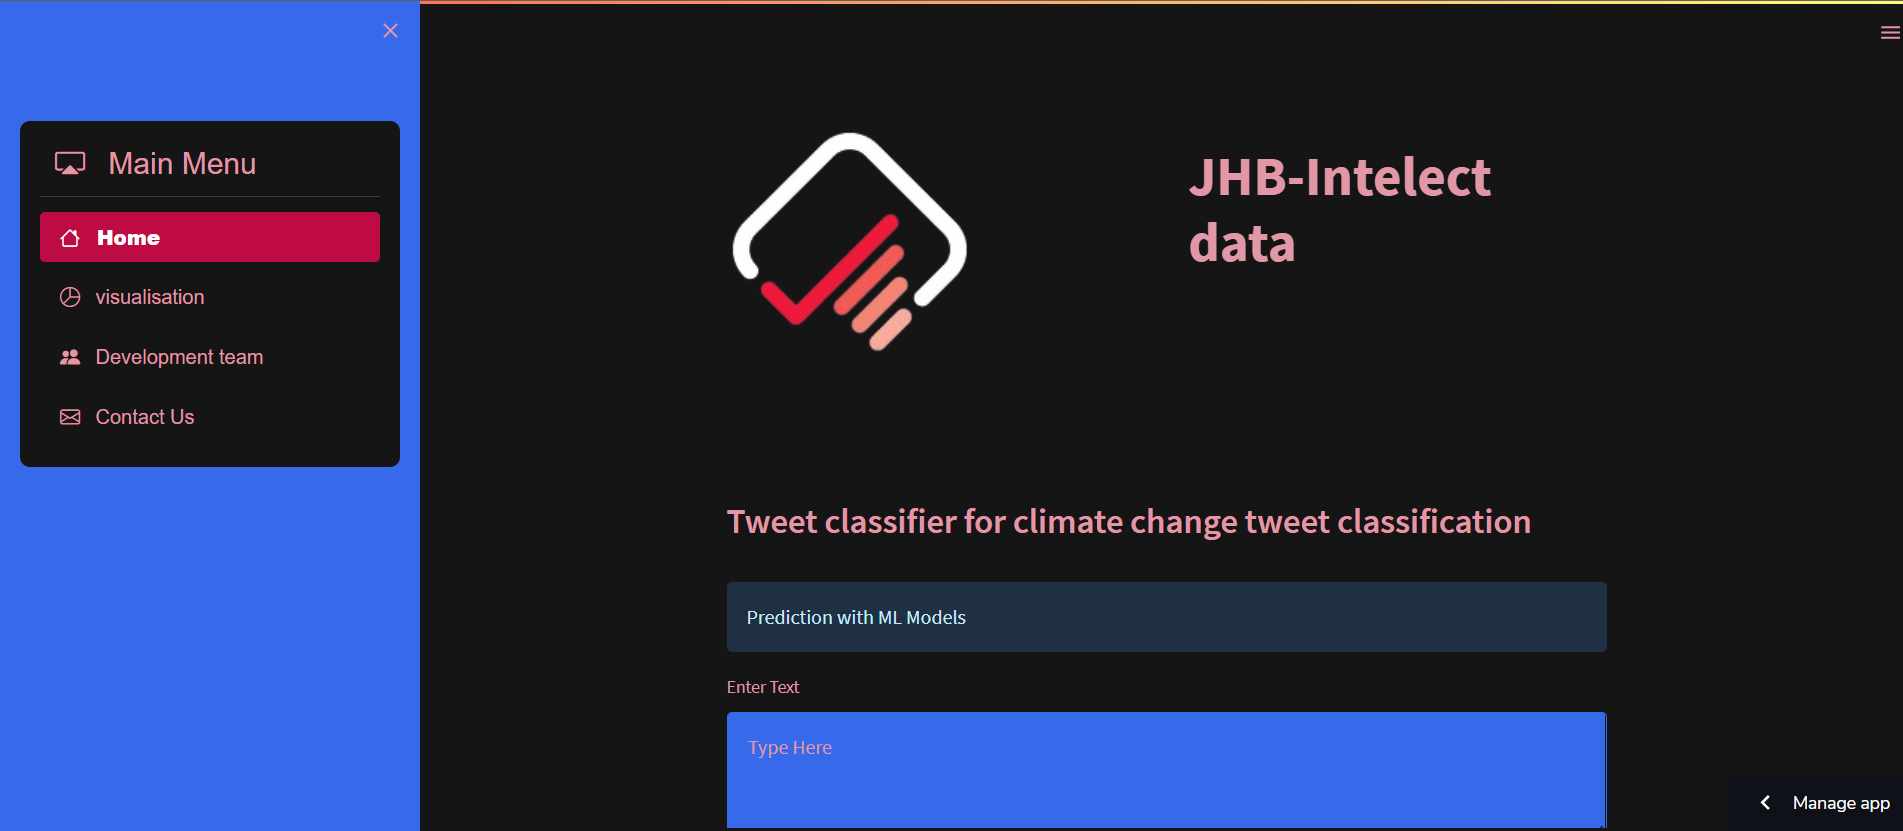 Main Menu
Home
visualisation
Development team
Contact Us
JHB-Intelect
data
Tweet classifier for climate change tweet classification
Prediction with ML Models
Enter Text
Type Here
Manage app